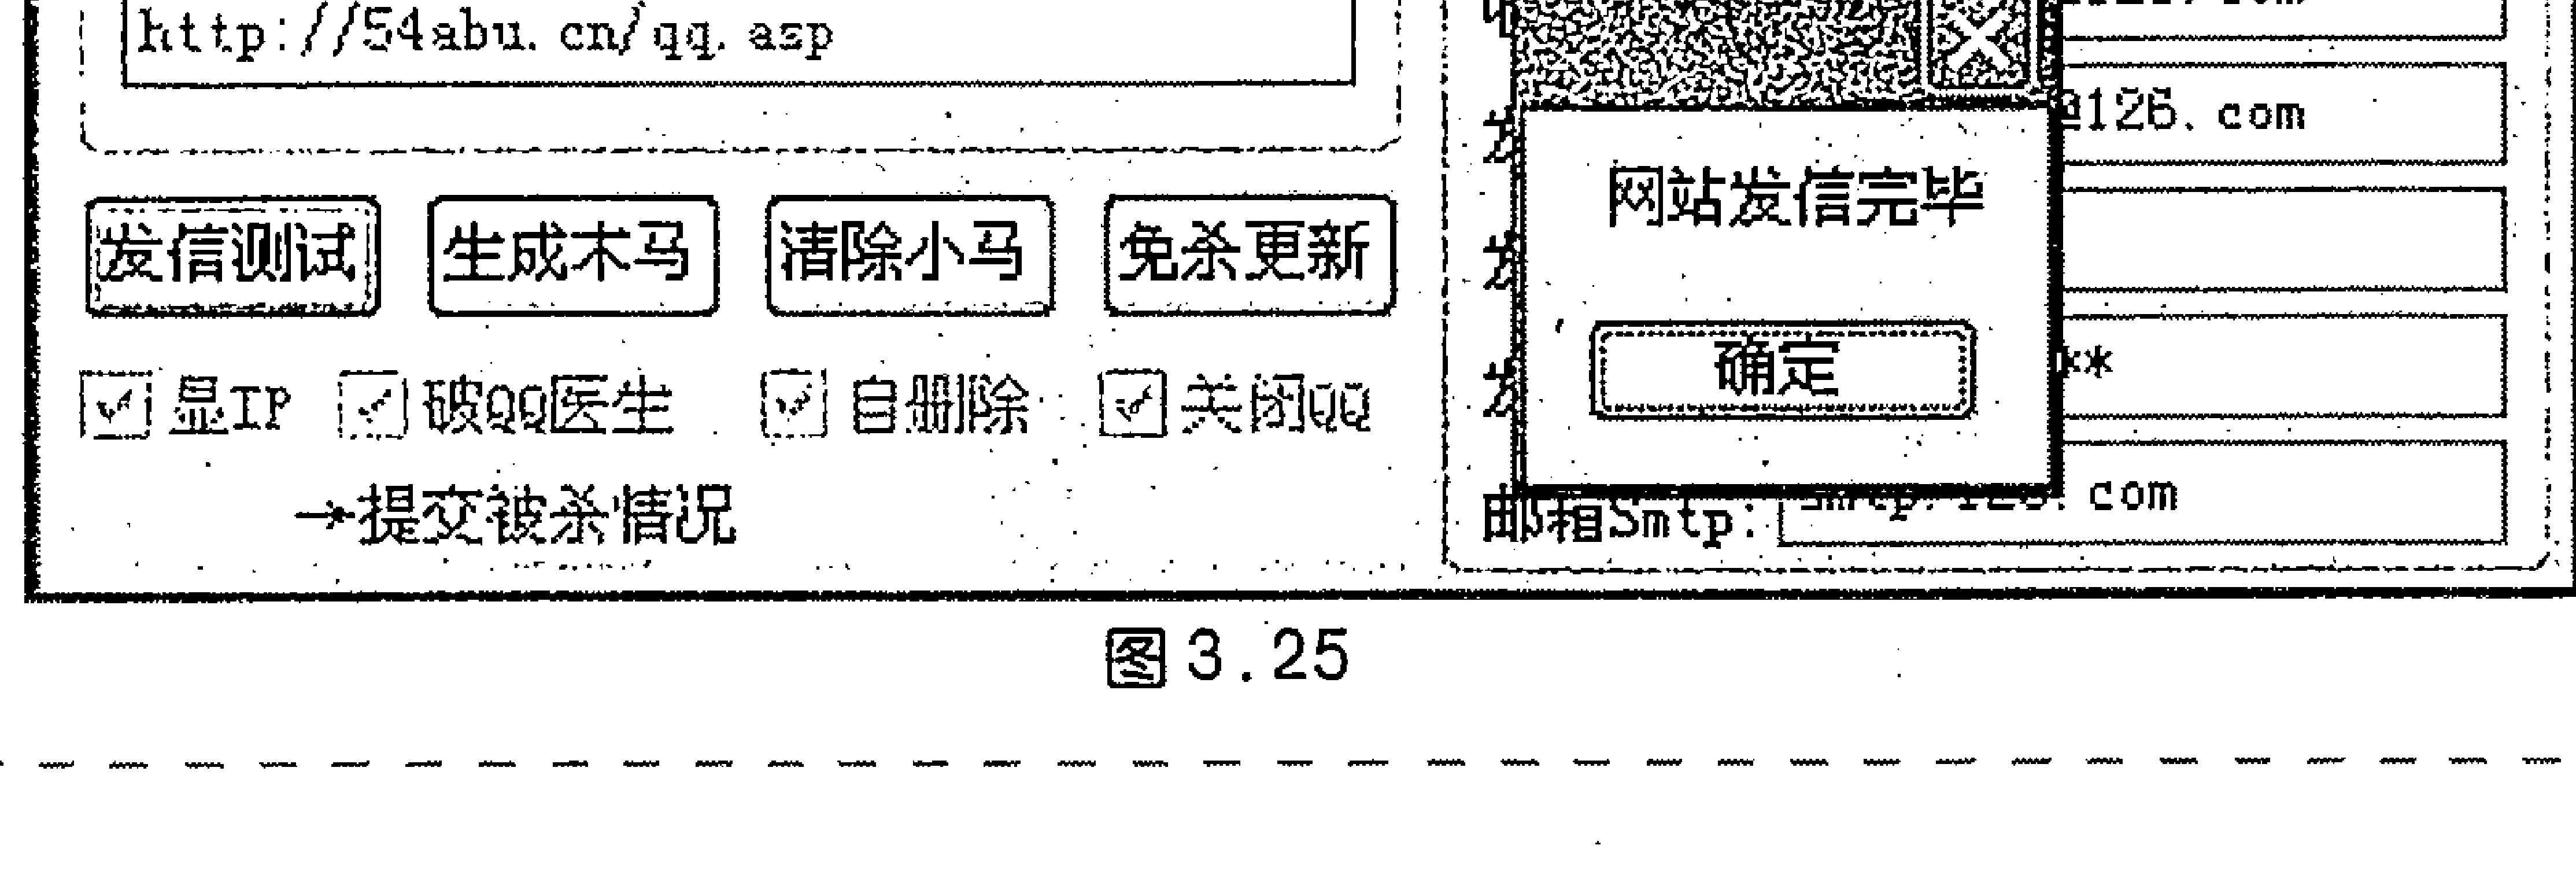 http://54abu.cn/qq.asp
@126.com
网站发信完毕
发信测试 生成木马 清除小马 免杀更新
确定
**
显IP 破QQ医生 自删除 关闭QQ
→提交被杀情况
邮箱Smtp: .com
图3.25